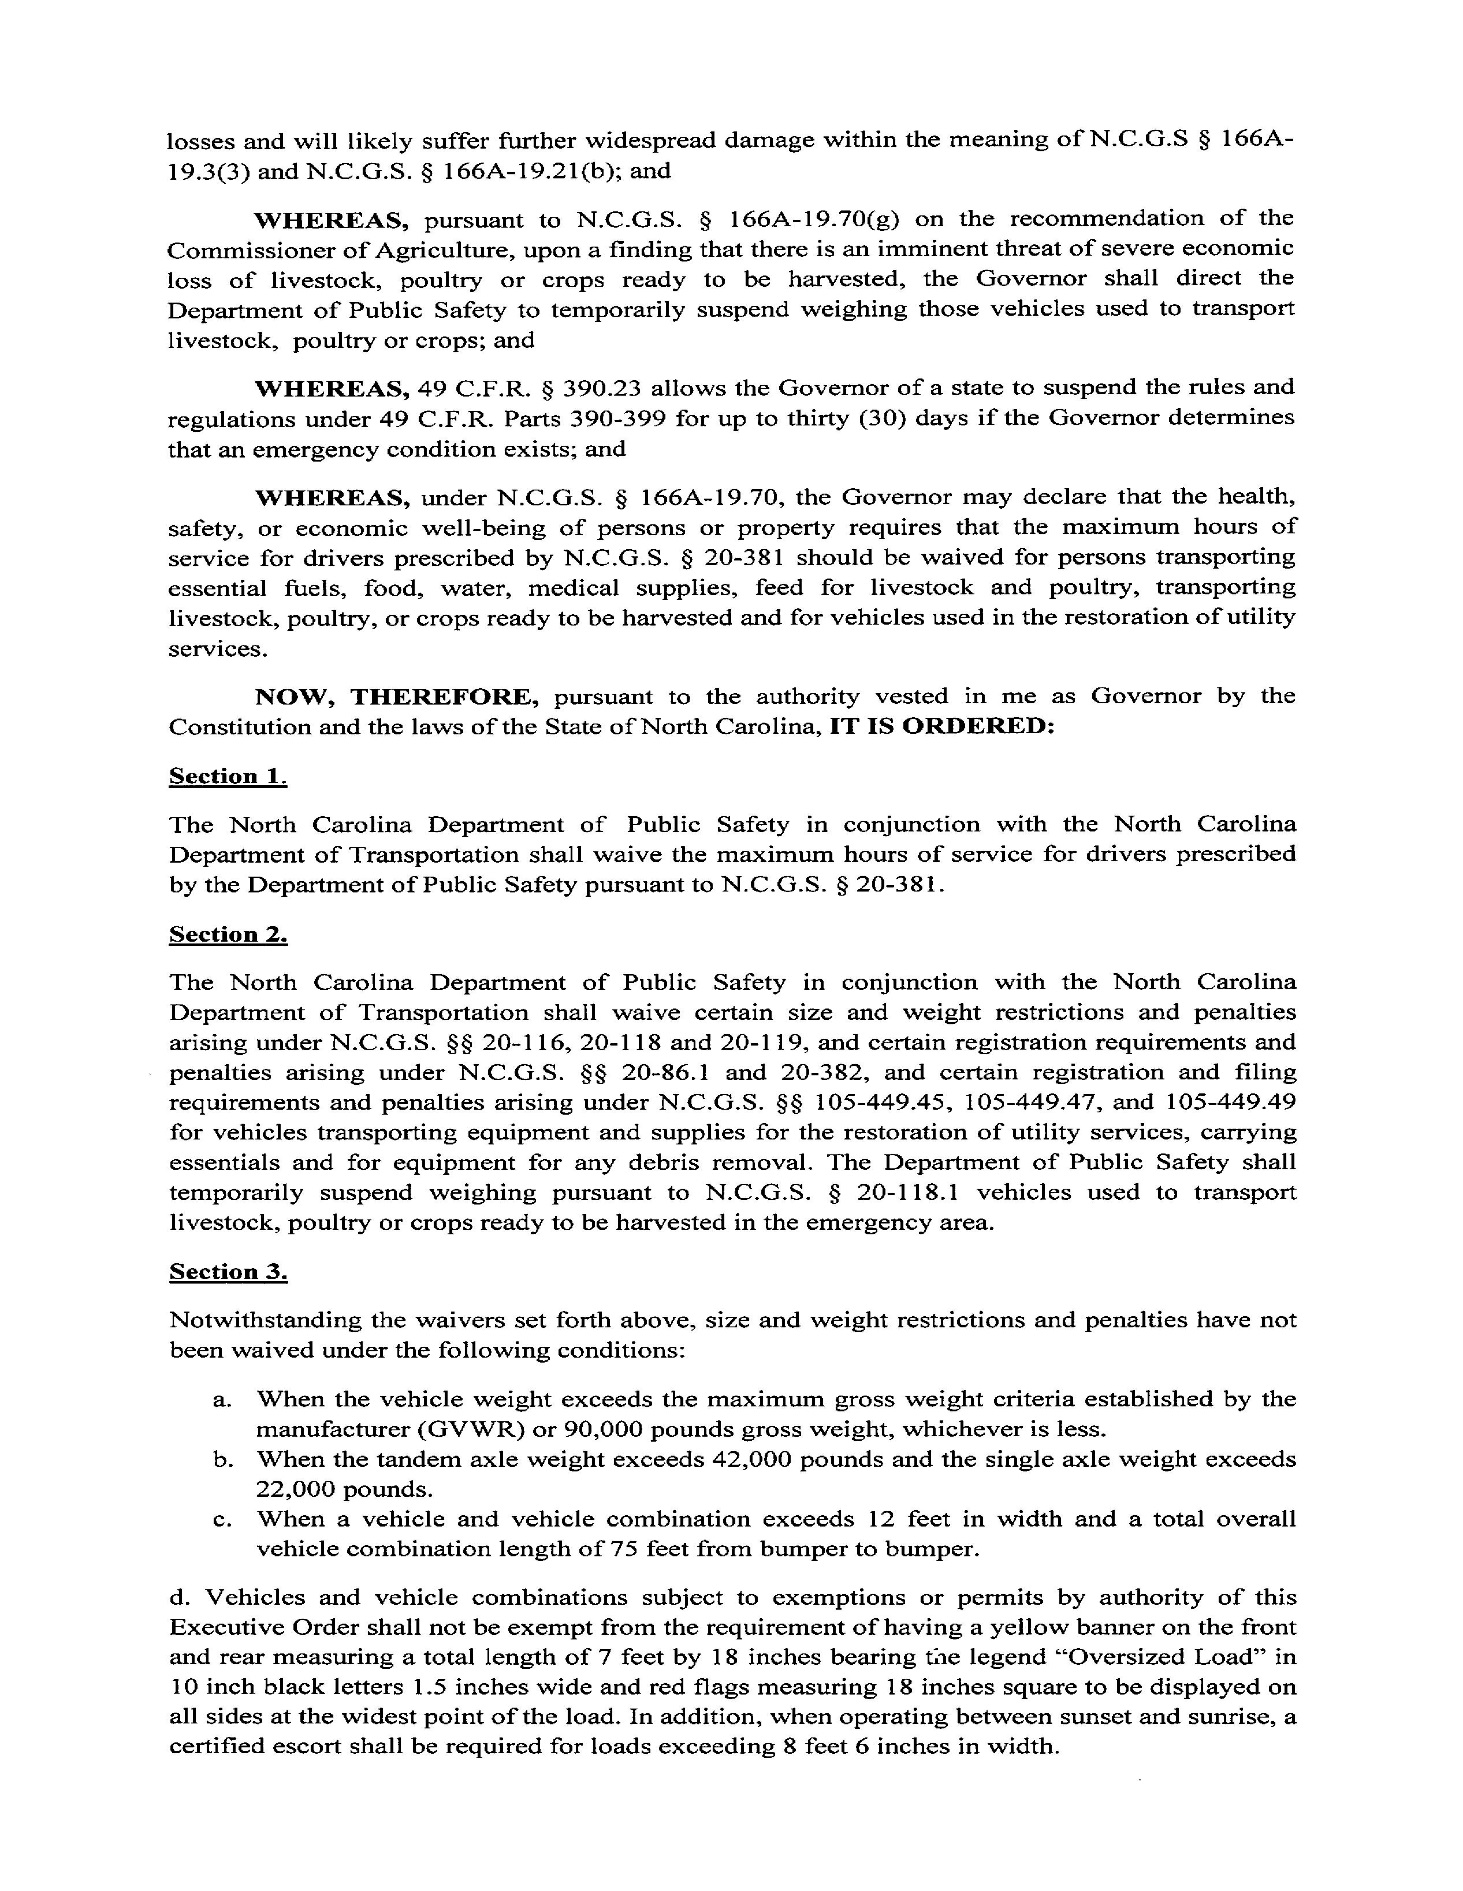 losses and will likely suffer further widespread damage within the meaning of N.C.G.S § 166A-
19.3(3) and N.C.G.S. § 166A-19.21(b); and
WHEREAS, pursuant to N.C.G.S. § 166A-19.70(g) on the recommendation of the
Commissioner of Agriculture, upon a finding that there is an imminent threat of severe economic
loss of livestock, poultry or crops ready to be harvested, the Governor shall direct the
Department of Public Safety to temporarily suspend weighing those vehicles used to transport
livestock, poultry or crops; and
WHEREAS, 49 C.F.R. § 390.23 allows the Governor of a state to suspend the rules and
regulations under 49 C.F.R. Parts 390-399 for up to thirty (30) days if the Governor determines
that an emergency condition exists; and
WHEREAS, under N.C.G.S. § 166A-19.70, the Governor may declare that the health,
safety, or economic well-being of persons or property requires that the maximum hours of
service for drivers prescribed by N.C.G.S. § 20-381 should be waived for persons transporting
essential fuels, food, water, medical supplies, feed for livestock and poultry, transporting
livestock, poultry, or crops ready to be harvested and for vehicles used in the restoration of utility
services.
NOW, THEREFORE, pursuant to the authority vested in me as Governor by the
Constitution and the laws of the State of North Carolina, IT IS ORDERED:
Section 1.
The North Carolina Department of Public Safety in conjunction with the North Carolina
Department of Transportation shall waive the maximum hours of service for drivers prescribed
by the Department of Public Safety pursuant to N.C.G.S. § 20-381.
Section 2.
The North Carolina Department of Public Safety in conjunction with the North Carolina
Department of Transportation shall waive certain size and weight restrictions and penalties
arising under N.C.G.S. §§ 20-116, 20-118 and 20-119, and certain registration requirements and
penalties arising under N.C.G.S. §§ 20-86.1 and 20-382, and certain registration and filing
requirements and penalties arising under N.C.G.S. §§ 105-449.45, 105-449.47, and 105-449.49
for vehicles transporting equipment and supplies for the restoration of utility services, carrying
essentials and for equipment for any debris removal. The Department of Public Safety shall
temporarily suspend weighing pursuant to N.C.G.S. § 20-118.1 vehicles used to transport
livestock, poultry or crops ready to be harvested in the emergency area.
Section 3.
Notwithstanding the waivers set forth above, size and weight restrictions and penalties have not
been waived under the following conditions:
a. When the vehicle weight exceeds the maximum gross weight criteria established by the
manufacturer (GVWR) or 90,000 pounds gross weight, whichever is less.
b. When the tandem axle weight exceeds 42,000 pounds and the single axle weight exceeds
22,000 pounds.
c. When a vehicle and vehicle combination exceeds 12 feet in width and a total overall
vehicle combination length of 75 feet from bumper to bumper.
d. Vehicles and vehicle combinations subject to exemptions or permits by authority of this
Executive Order shall not be exempt from the requirement of having a yellow banner on the front
and rear measuring a total length of 7 feet by 18 inches bearing the legend “Oversized Load” in
10 inch black letters 1.5 inches wide and red flags measuring 18 inches square to be displayed on
all sides at the widest point of the load. In addition, when operating between sunset and sunrise, a
certified escort shall be required for loads exceeding 8 feet 6 inches in width.